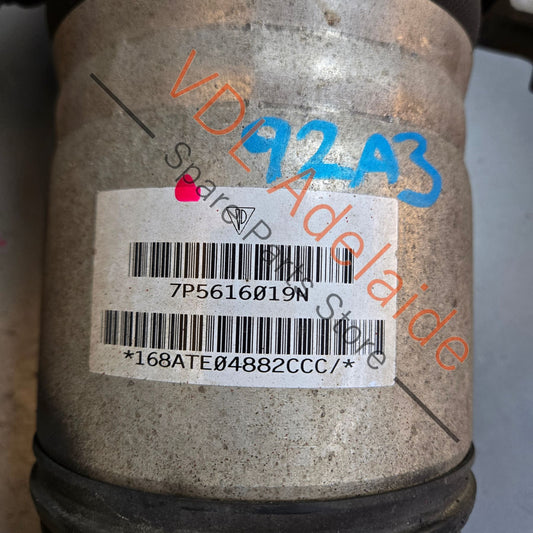 92A3
7P5616019N
*168ATE04882CCC/*
VDL Adelaide
Spare Parts Store